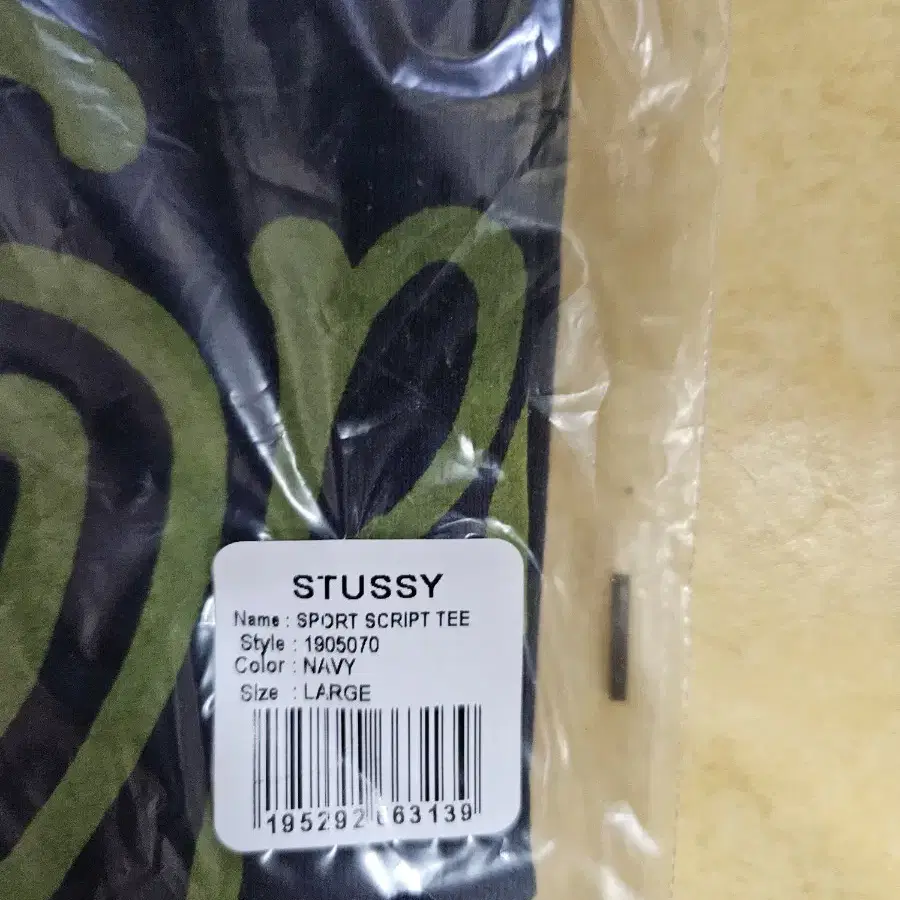 STUSSY
Name : SPORT SCRIPT TEE
Style : 1905070
Color : NAVY
Size : LARGE